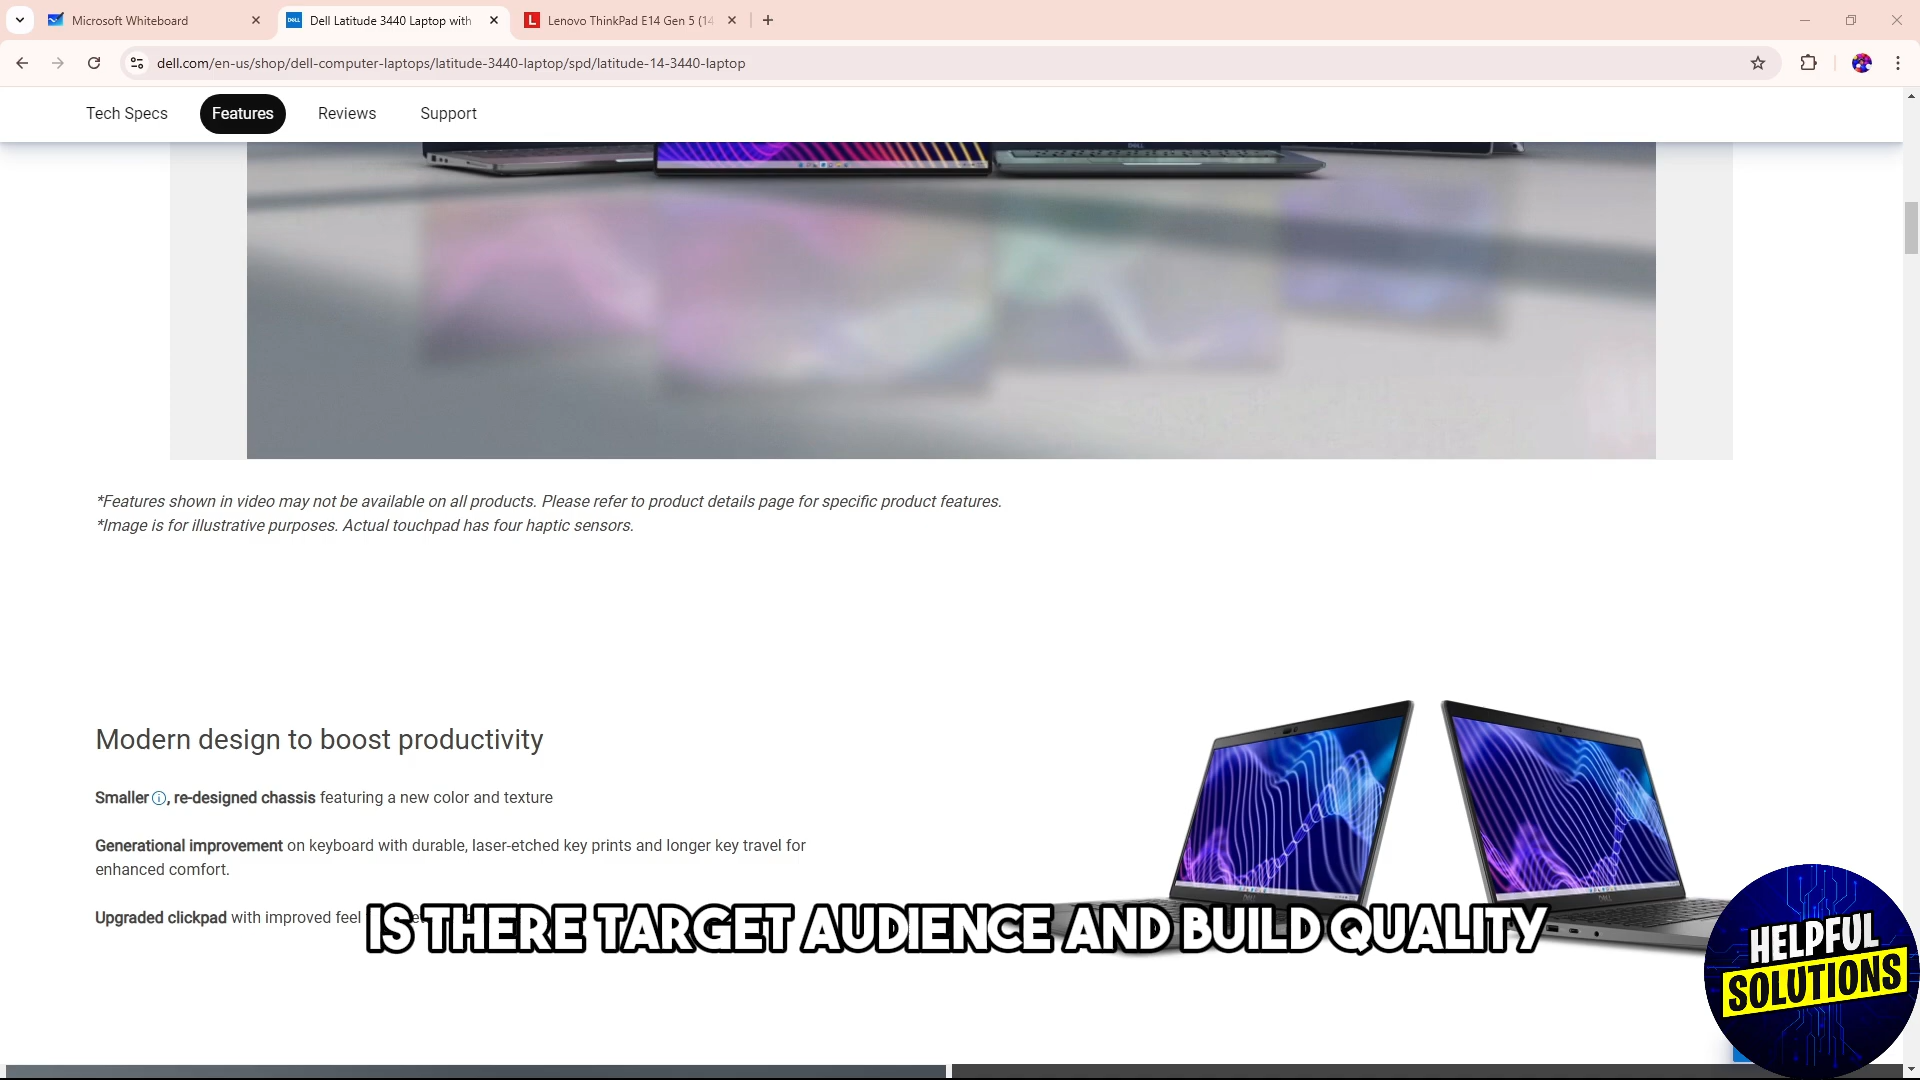 Microsoft Whiteboard
Dell Latitude 3440 Laptop with
Lenovo ThinkPad E14 Gen 5 (14
dell.com/en-us/shop/dell-computer-laptops/latitude-3440-laptop/spd/latitude-14-3440-laptop
Tech Specs
Features
Reviews
Support
*Features shown in video may not be available on all products. Please refer to product details page for specific product features.
*Image is for illustrative purposes. Actual touchpad has four haptic sensors.
Modern design to boost productivity
Smaller, re-designed chassis featuring a new color and texture
Generational improvement on keyboard with durable, laser-etched key prints and longer key travel for
enhanced comfort.
Upgraded clickpad with improved feel
IS THERE TARGET AUDIENCE AND BUILD QUALITY
HELPFUL
SOLUTIONS